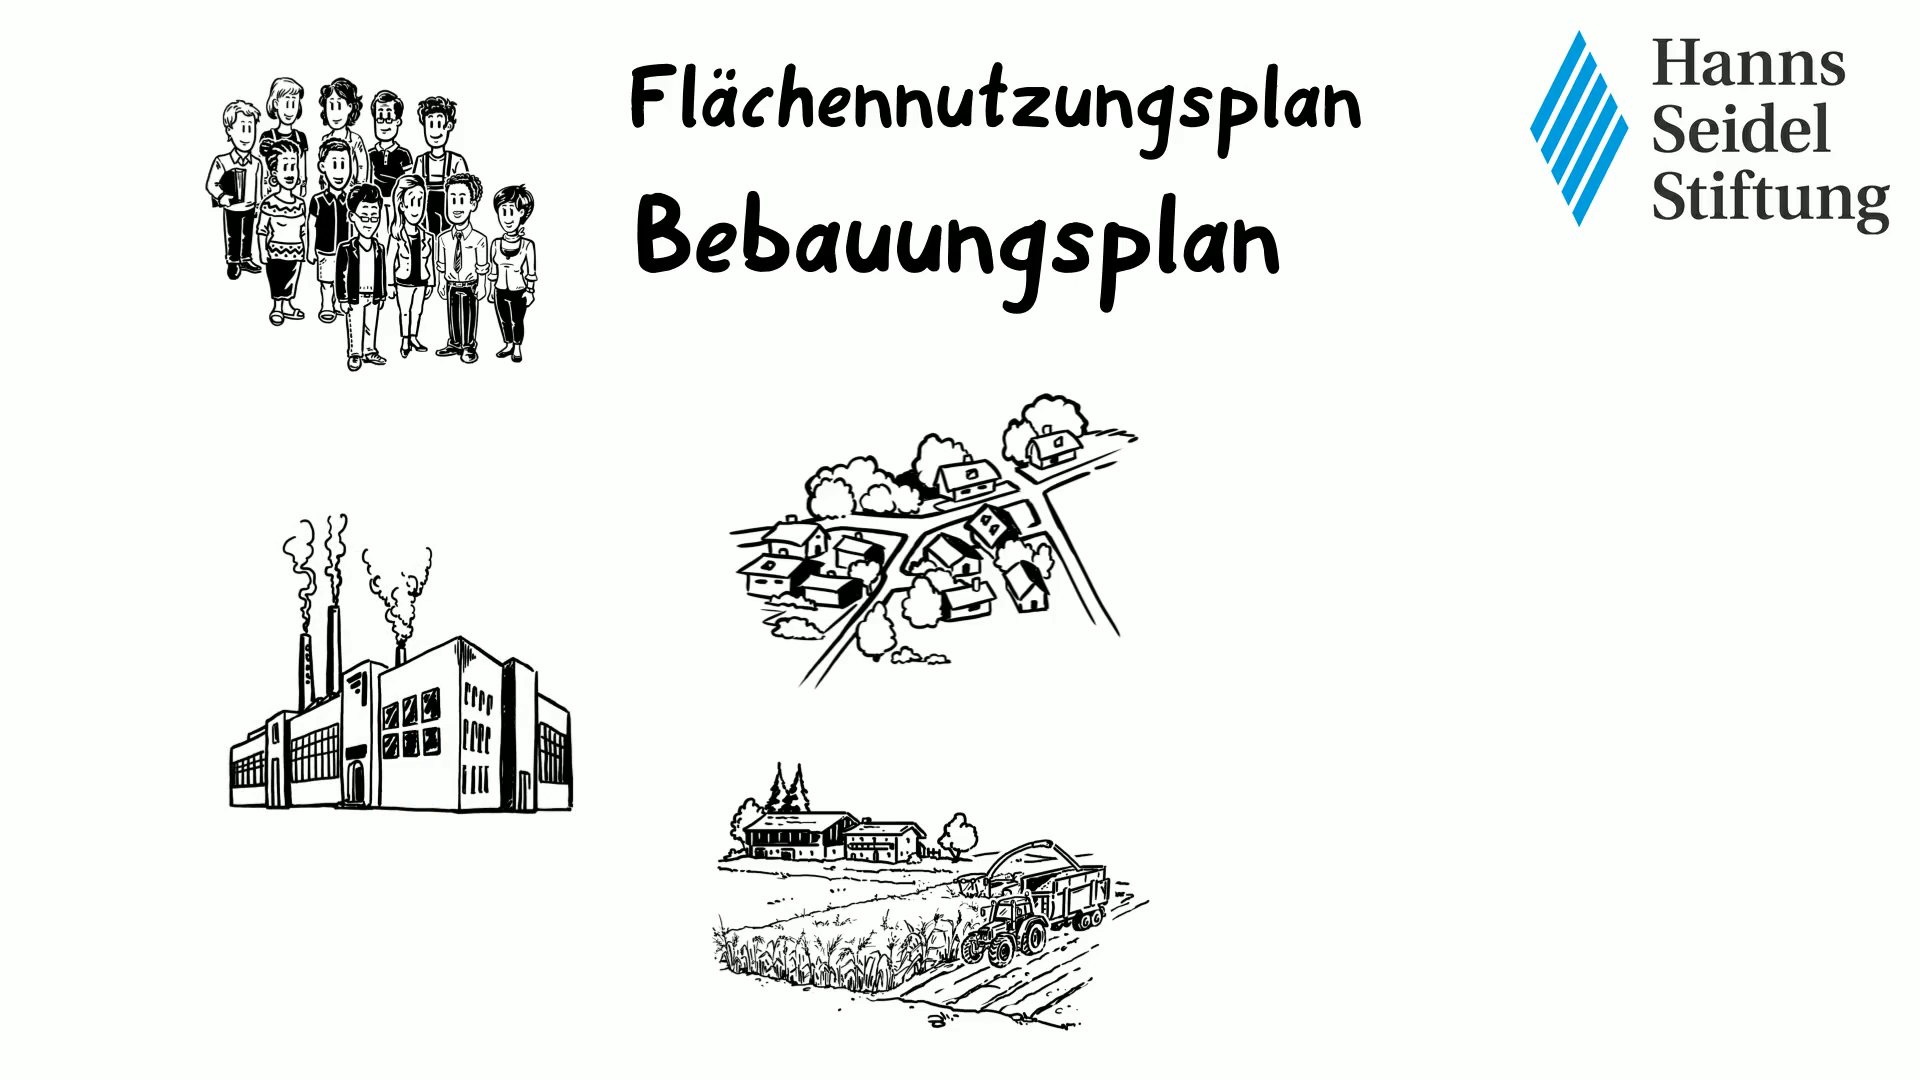 Flächennutzungsplan
Bebauungsplan
Hanns
Seidel
Stiftung